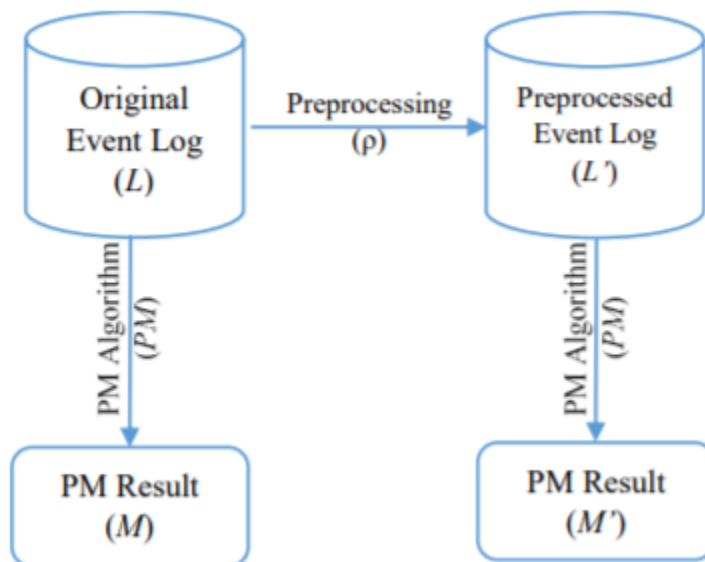 Original
Event Log
(L)
Preprocessing
(ρ)
Preprocessed
Event Log
(L')
PM Algorithm
(PM)
PM Algorithm
(PM)
PM Result
(M)
PM Result
(M')